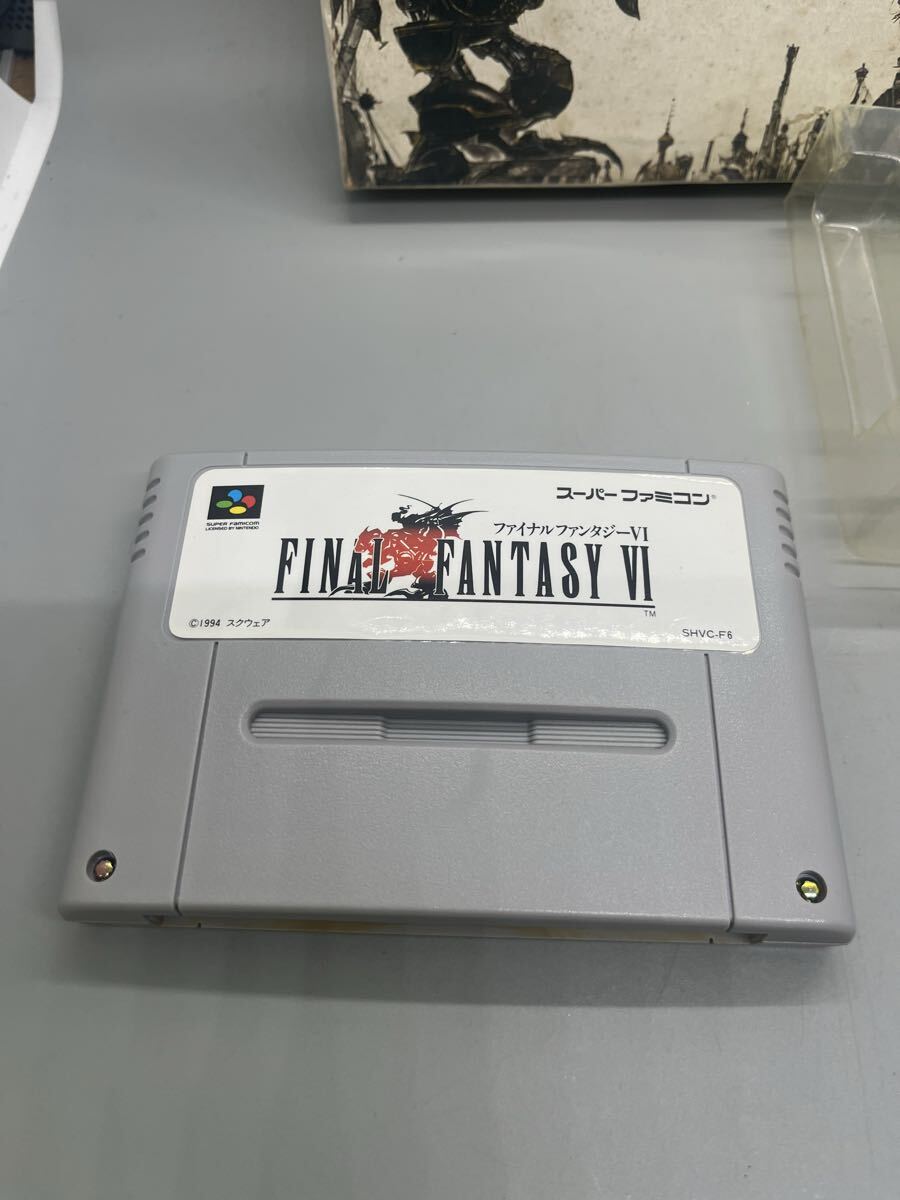 SUPER FAMICOM
LICENSED BY NINTENDO
スーパーファミコン®
ファイナルファンタジーVI
FINAL FANTASY VI
TM
©1994 スクウェア
SHVC-F6